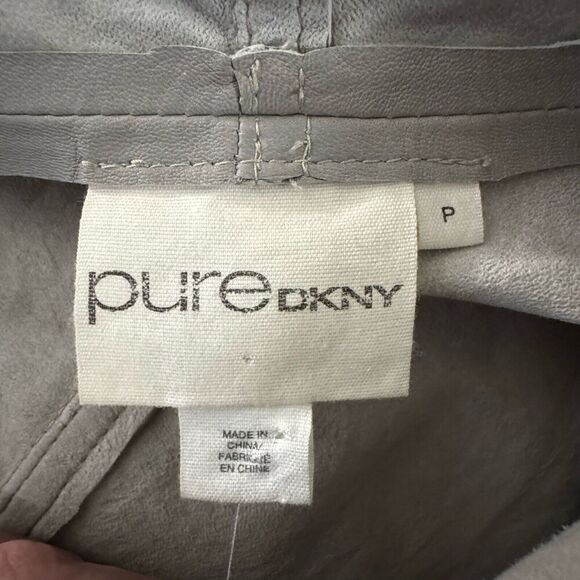 P
pureDKNY
MADE IN
CHINA/
FABRIQUÉ
EN CHINE